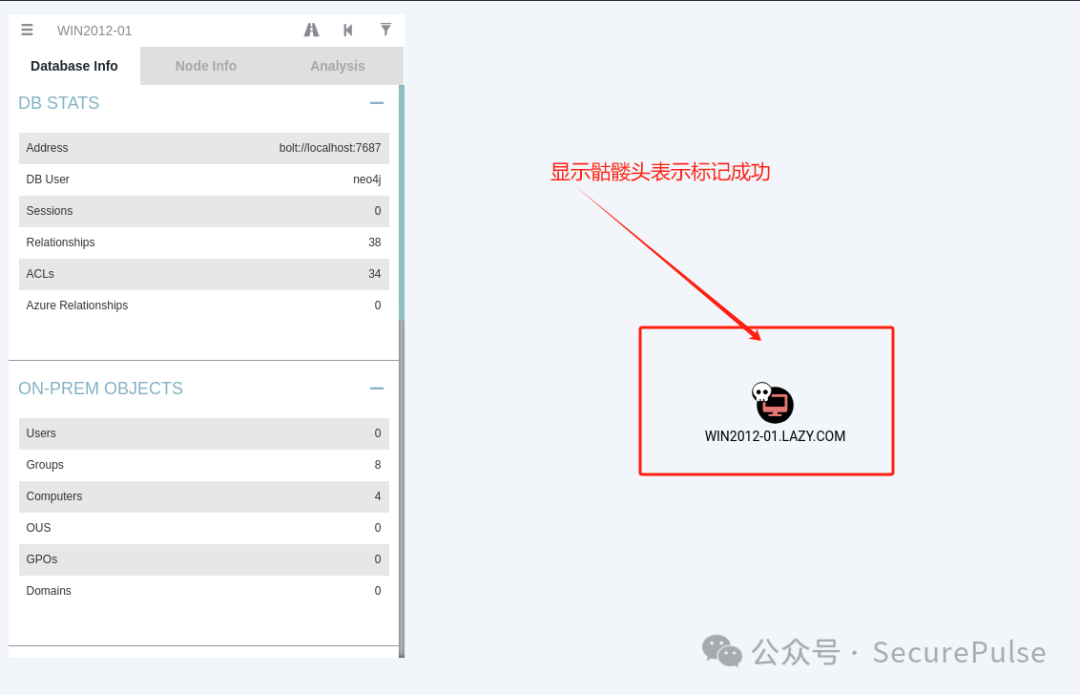 WIN2012-01
Database Info Node Info Analysis
DB STATS
Address bolt://localhost:7687
DB User neo4j
Sessions 0
Relationships 38
ACLs 34
Azure Relationships 0
ON-PREM OBJECTS
Users 0
Groups 8
Computers 4
OUS 0
GPOs 0
Domains 0
显示骷髅头表示标记成功
WIN2012-01.LAZY.COM
公众号 · SecurePulse